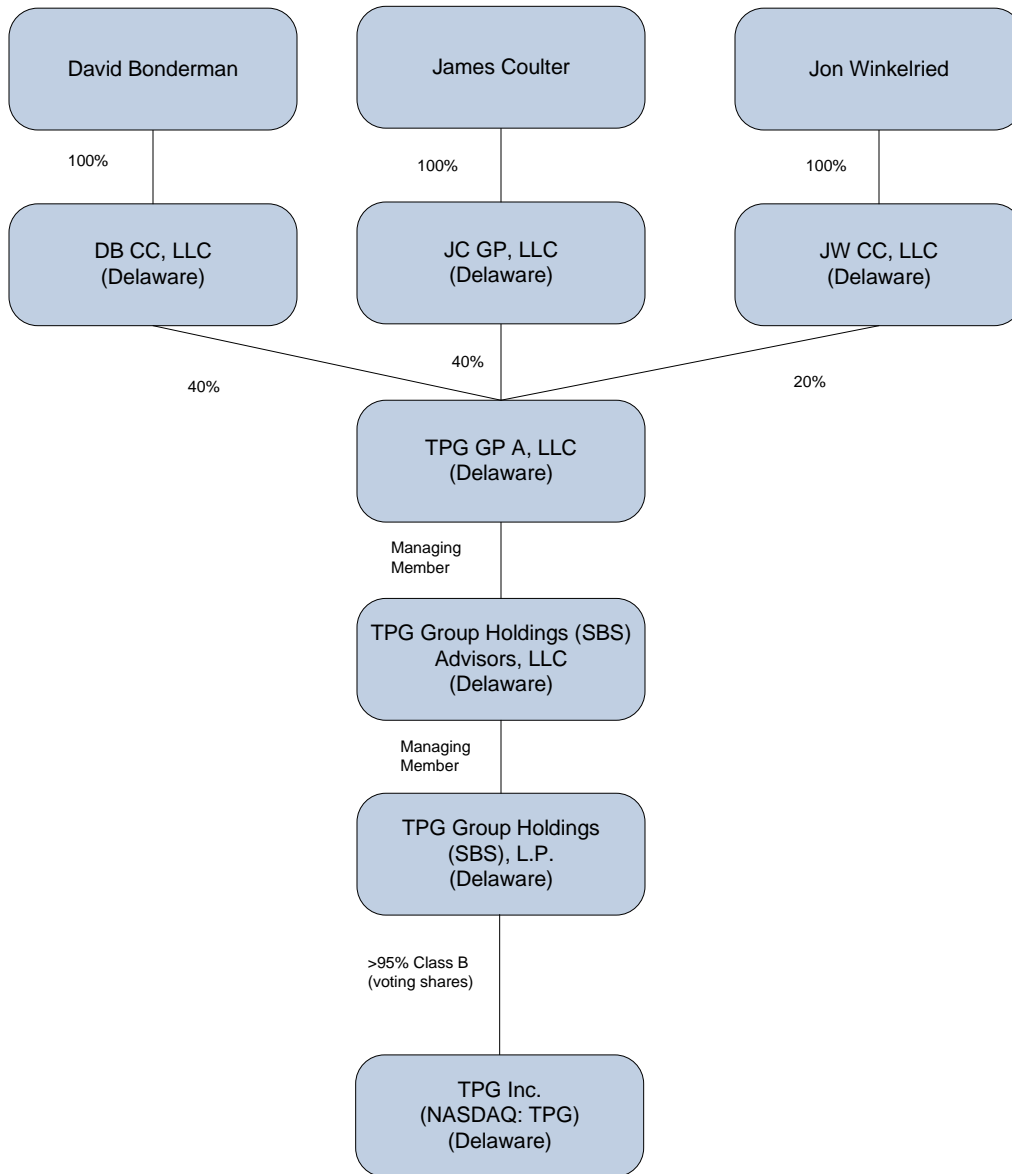 David Bonderman
James Coulter
Jon Winkelried
100%
100%
100%
DB CC, LLC
(Delaware)
JC GP, LLC
(Delaware)
JW CC, LLC
(Delaware)
40%
40%
20%
TPG GP A, LLC
(Delaware)
Managing
Member
TPG Group Holdings (SBS)
Advisors, LLC
(Delaware)
Managing
Member
TPG Group Holdings
(SBS), L.P.
(Delaware)
>95% Class B
(voting shares)
TPG Inc.
(NASDAQ: TPG)
(Delaware)